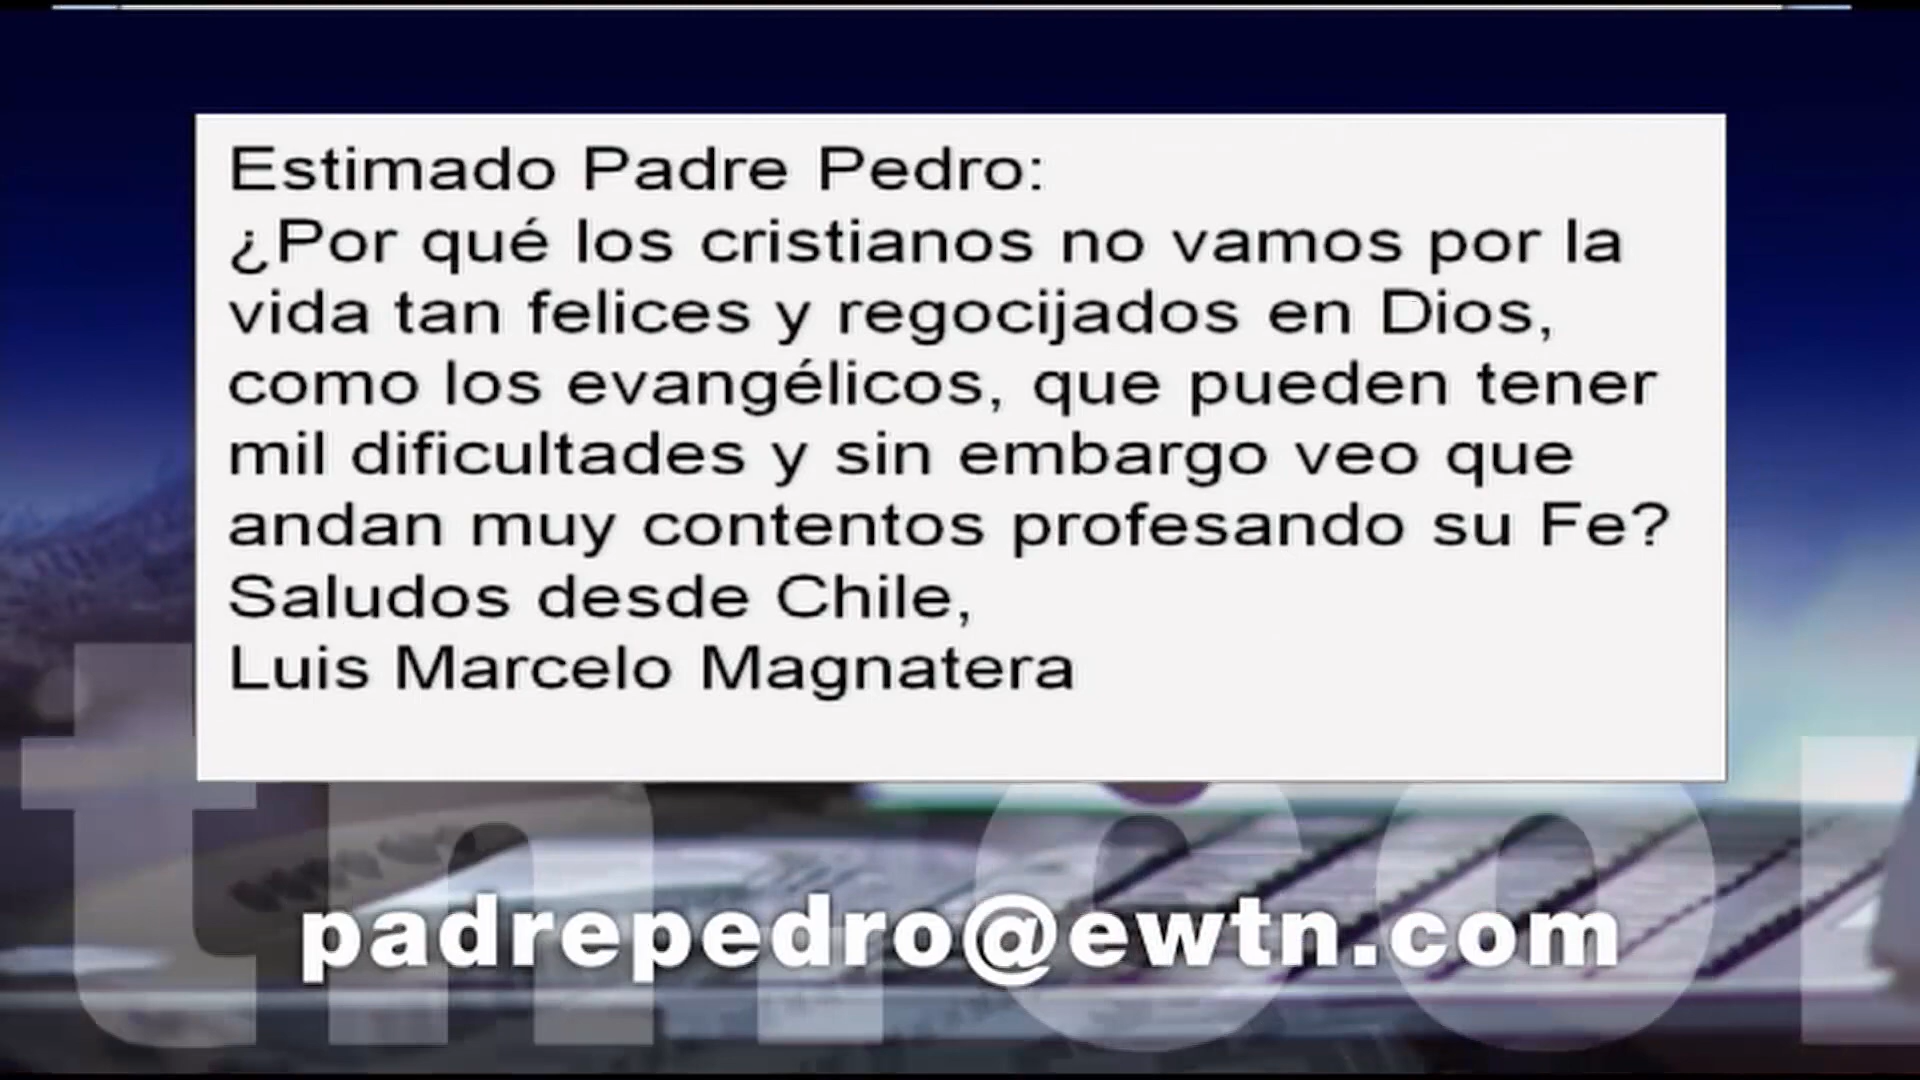 Estimado Padre Pedro:
¿Por qué los cristianos no vamos por la
vida tan felices y regocijados en Dios,
como los evangélicos, que pueden tener
mil dificultades y sin embargo veo que
andan muy contentos profesando su Fe?
Saludos desde Chile,
Luis Marcelo Magnatera
tn.com
padrepedro@ewtn.com